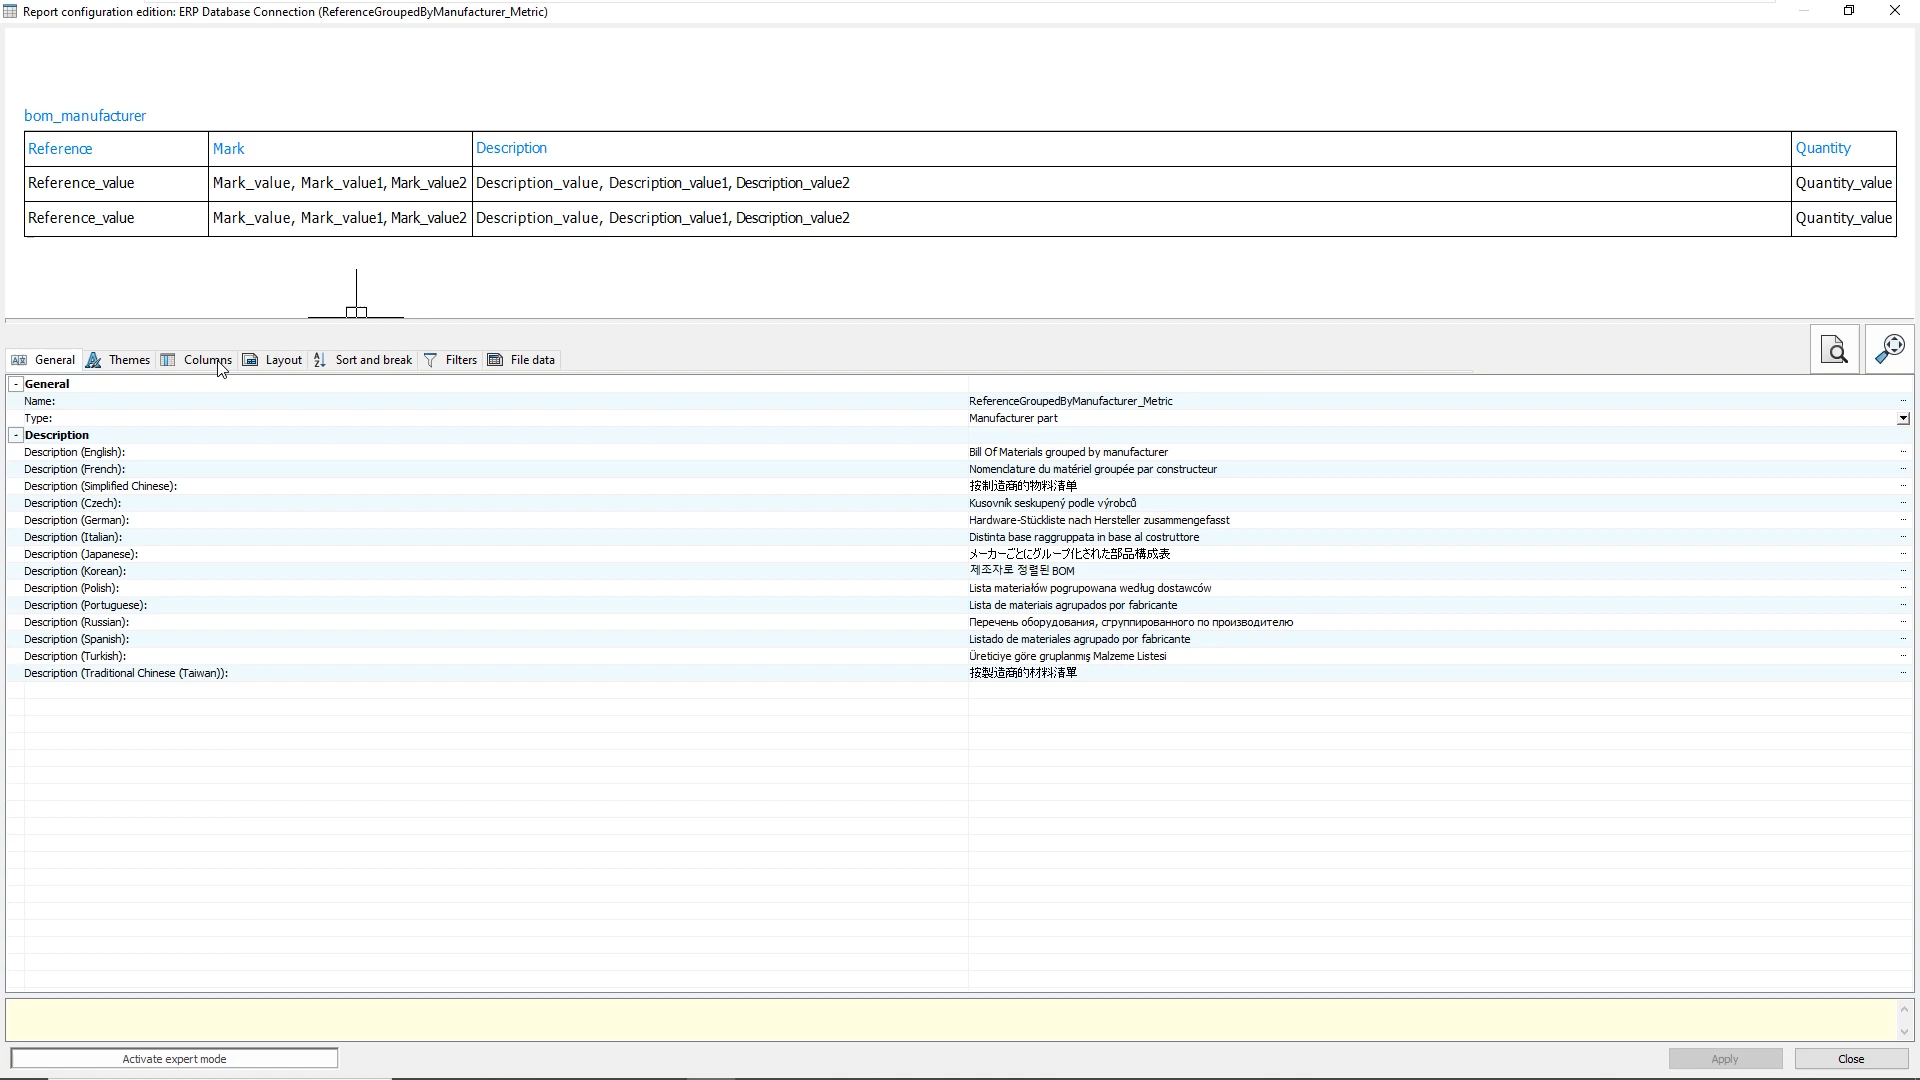 Report configuration edition: ERP Database Connection (ReferenceGroupedByManufacturer_Metric)
bom_manufacturer
Reference Mark Description Quantity
Reference_value Mark_value, Mark_value1, Mark_value2 Description_value, Description_value1, Description_value2 Quantity_value
Reference_value Mark_value, Mark_value1, Mark_value2 Description_value, Description_value1, Description_value2 Quantity_value
General Themes Columns Layout Sort and break Filters File data
General
Name: ReferenceGroupedByManufacturer_Metric
Type: Manufacturer part
Description
Description (English): Bill Of Materials grouped by manufacturer
Description (French): Nomenclature du matériel groupée par constructeur
Description (Simplified Chinese): 按制造商的物料清单
Description (Czech): Kusovník seskupený podle výrobců
Description (German): Hardware-Stückliste nach Hersteller zusammengefasst
Description (Italian): Distinta base raggruppata in base al costruttore
Description (Japanese): メーカーごとにグループ化された部品構成表
Description (Korean): 제조자로 정렬된 BOM
Description (Polish): Lista materiałów pogrupowana według dostawców
Description (Portuguese): Lista de materiais agrupados por fabricante
Description (Russian): Перечень оборудования, сгруппированного по производителю
Description (Spanish): Listado de materiales agrupado por fabricante
Description (Turkish): Üreticiye göre gruplanmış Malzeme Listesi
Description (Traditional Chinese (Taiwan)): 按製造商的材料清單
Activate expert mode Apply Close